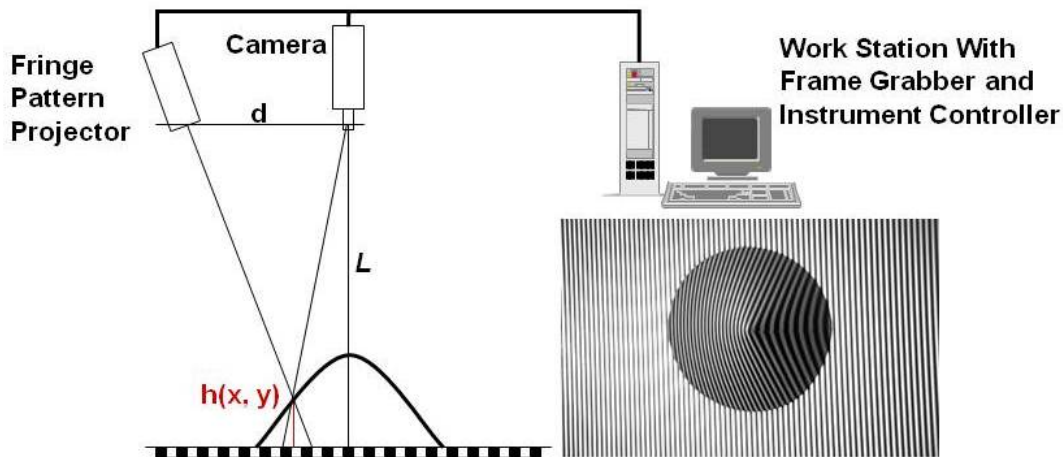 Fringe
Pattern
Projector
Camera
d
L
h(x, y)
Work Station With
Frame Grabber and
Instrument Controller